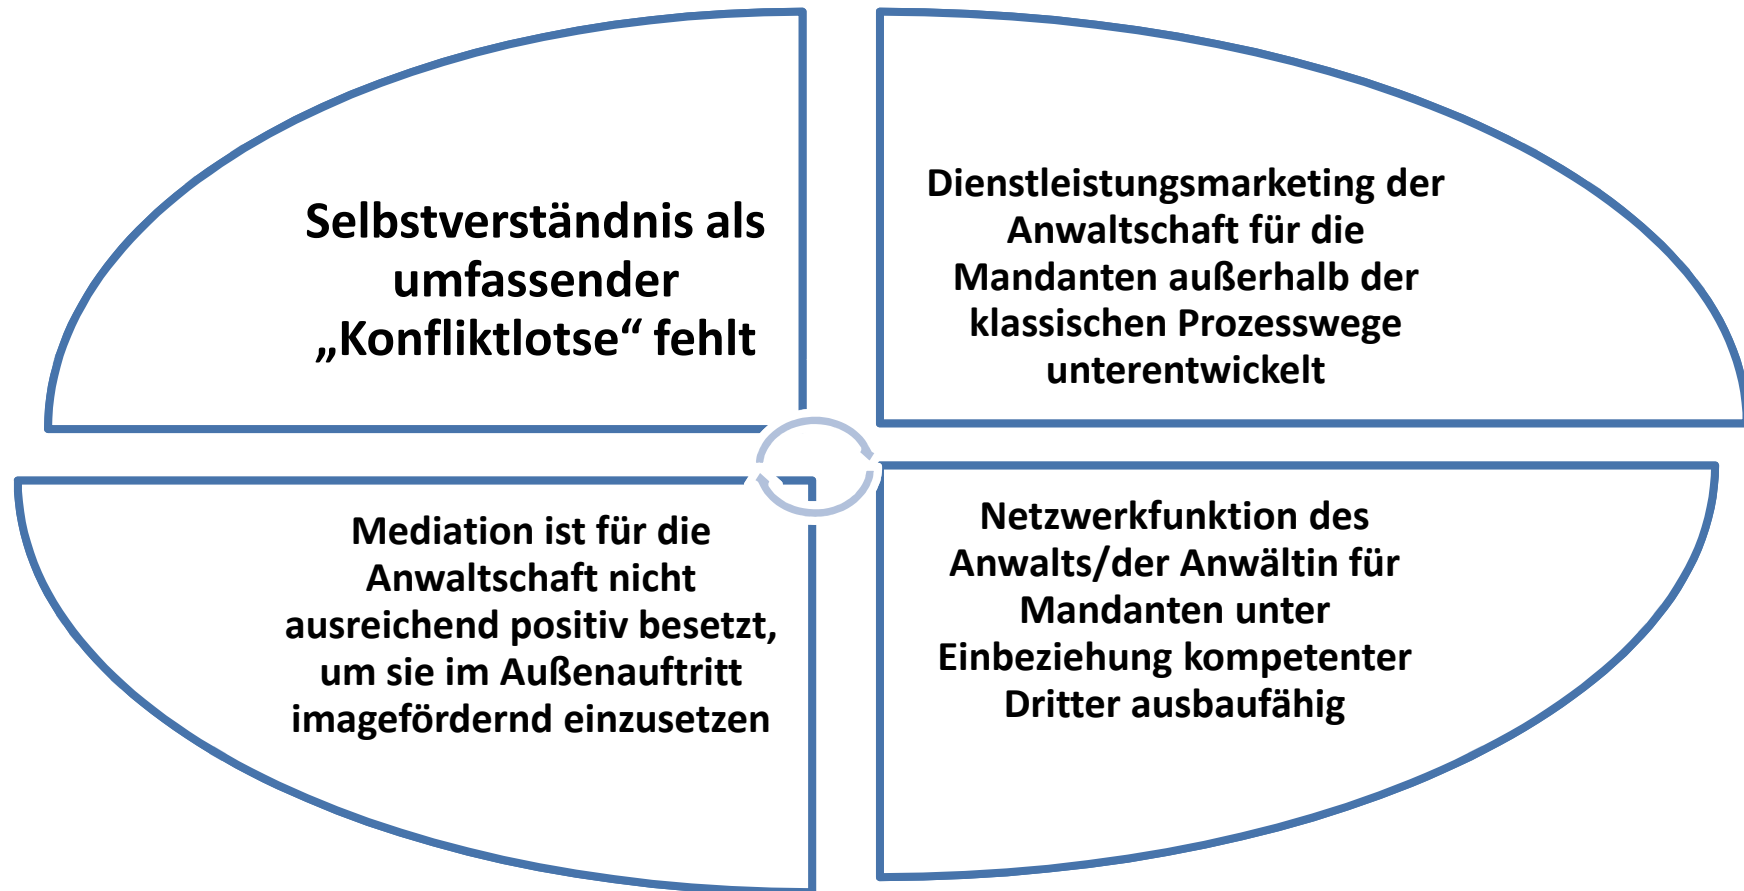 Selbstverständnis als
umfassender
„Konfliktlotse“ fehlt
Dienstleistungsmarketing der
Anwaltschaft für die
Mandanten außerhalb der
klassischen Prozesswege
unterentwickelt
Mediation ist für die
Anwaltschaft nicht
ausreichend positiv besetzt,
um sie im Außenauftritt
imagefördernd einzusetzen
Netzwerkfunktion des
Anwalts/der Anwältin für
Mandanten unter
Einbeziehung kompetenter
Dritter ausbaufähig